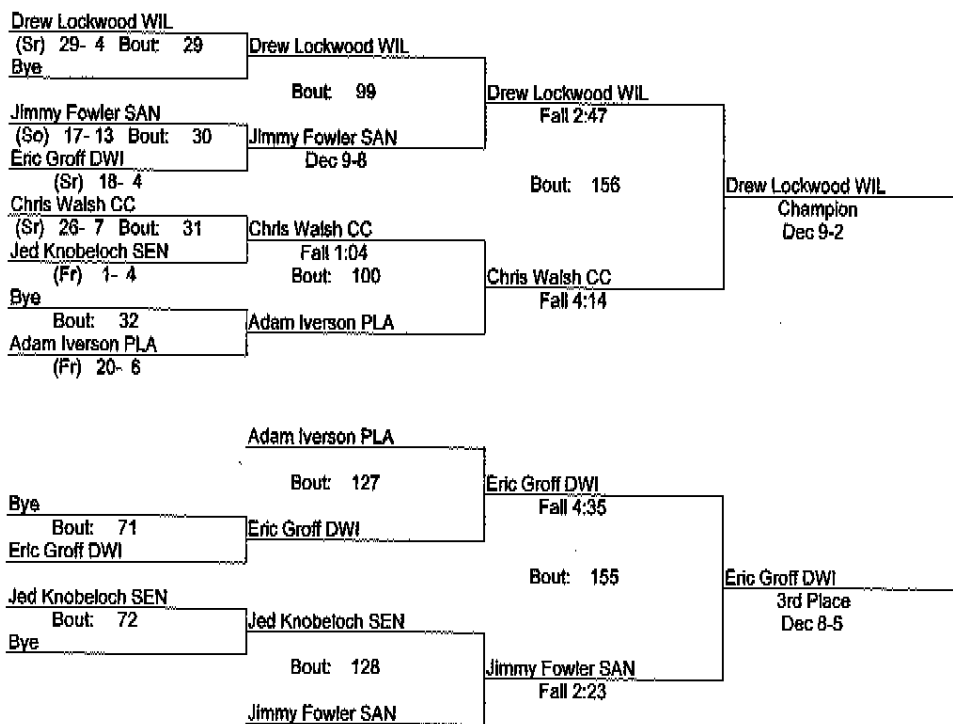 Drew Lockwood WIL
(Sr) 29- 4 Bout: 29
Bye
Drew Lockwood WIL
Bout: 99
Jimmy Fowler SAN
(So) 17- 13 Bout: 30
Eric Groff DWI
(Sr) 18- 4
Jimmy Fowler SAN
Dec 9-8
Drew Lockwood WIL
Fall 2:47
Bout: 156
Drew Lockwood WIL
Champion
Dec 9-2
Chris Walsh CC
(Sr) 26- 7 Bout: 31
Jed Knobeloch SEN
(Fr) 1- 4
Chris Walsh CC
Fall 1:04
Bout: 100
Chris Walsh CC
Fall 4:14
Bye
Bout: 32
Adam Iverson PLA
(Fr) 20- 6
Adam Iverson PLA
Adam Iverson PLA
Bout: 127
Eric Groff DWI
Fall 4:35
Bye
Bout: 71
Eric Groff DWI
Eric Groff DWI
Bout: 155
Eric Groff DWI
3rd Place
Dec 8-5
Jed Knobeloch SEN
Bout: 72
Bye
Jed Knobeloch SEN
Bout: 128
Jimmy Fowler SAN
Fall 2:23
Jimmy Fowler SAN